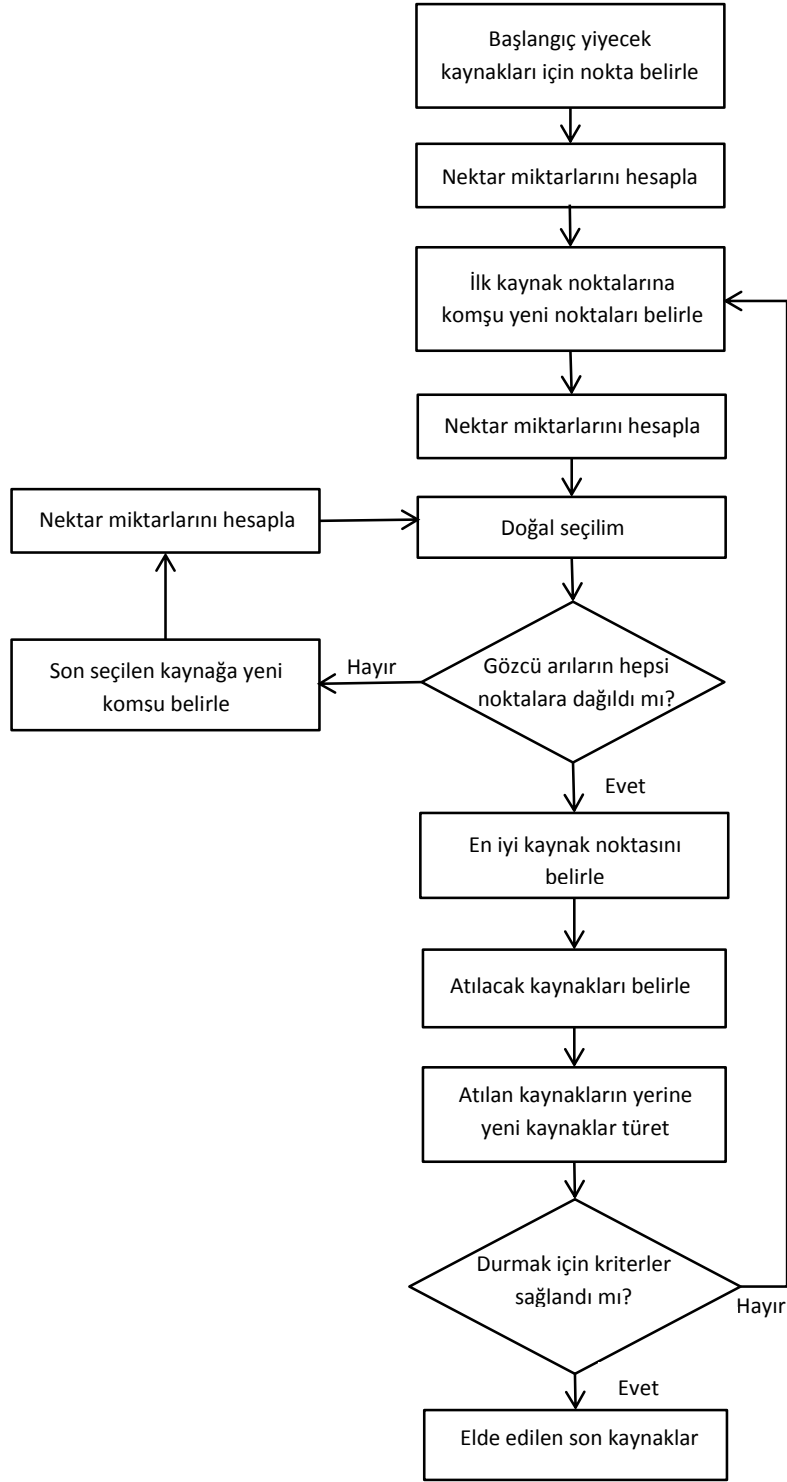 Başlangıç yiyecek
kaynakları için nokta belirle
Nektar miktarlarını hesapla
İlk kaynak noktalarına
komşu yeni noktaları belirle
Nektar miktarlarını hesapla
Nektar miktarlarını hesapla
Doğal seçilim
Son seçilen kaynağa yeni
komsu belirle
Hayır
Gözcü arıların hepsi
noktalara dağıldı mı?
Evet
En iyi kaynak noktasını
belirle
Atılacak kaynakları belirle
Atılan kaynakların yerine
yeni kaynaklar türet
Durmak için kriterler
sağlandı mı?
Hayır
Evet
Elde edilen son kaynaklar